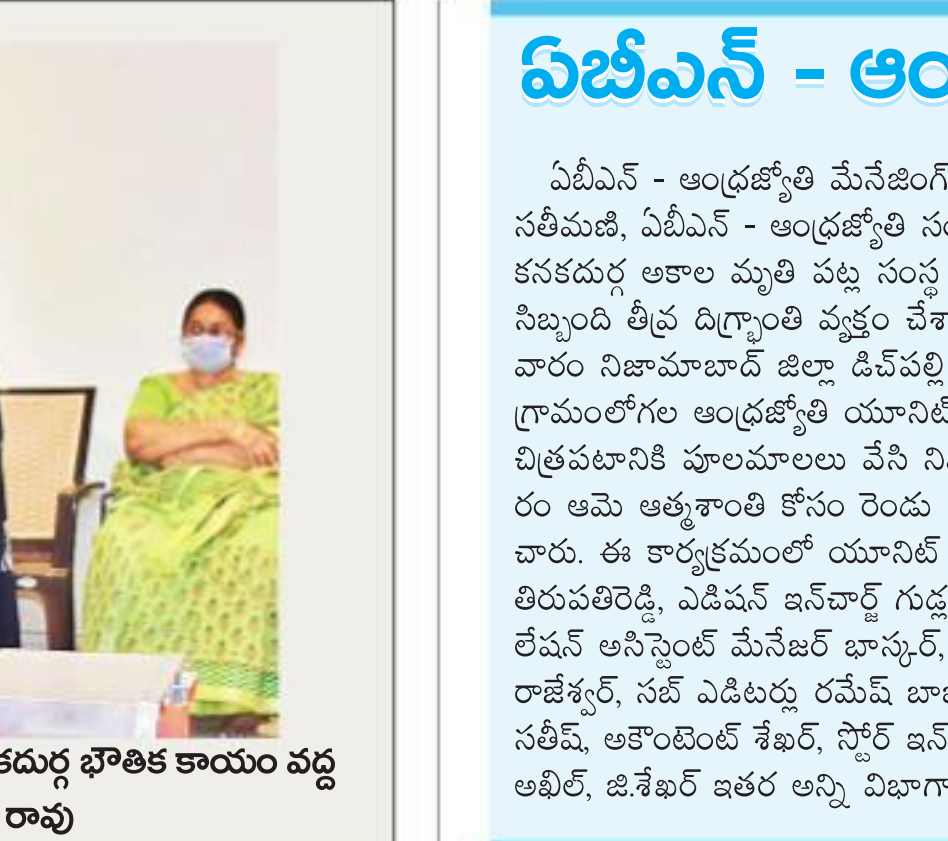 కదుర్గ భౌతిక కాయం వద్ద
రావు
ఏబీఎన్ - ఆం
ఏబీఎన్ - ఆంధ్రజ్యోతి మేనేజింగ్
సతీమణి, ఏబీఎన్ - ఆంధ్రజ్యోతి సం
కనకదుర్గ అకాల మృతి పట్ల సంస్థ
సిబ్బంది తీవ్ర దిగ్భ్రాంతి వ్యక్తం చేశా
వారం నిజామాబాద్ జిల్లా డిచ్‌పల్లి
గ్రామంలోగల ఆంధ్రజ్యోతి యూనిట్
చిత్రపటానికి పూలమాలలు వేసి ని
రం ఆమె ఆత్మశాంతి కోసం రెండు
చారు. ఈ కార్యక్రమంలో యూనిట్
తిరుపతిరెడ్డి, ఎడిషన్ ఇన్‌చార్జ్ గుడ్ల
లేషన్ అసిస్టెంట్ మేనేజర్ భాస్కర్,
రాజేశ్వర్, సబ్ ఎడిటర్లు రమేష్ బాబ
సతీష్, అకౌంటెంట్ శేఖర్, స్టోర్ ఇన్
అఖిల్, జి.శేఖర్ ఇతర అన్ని విభాగా